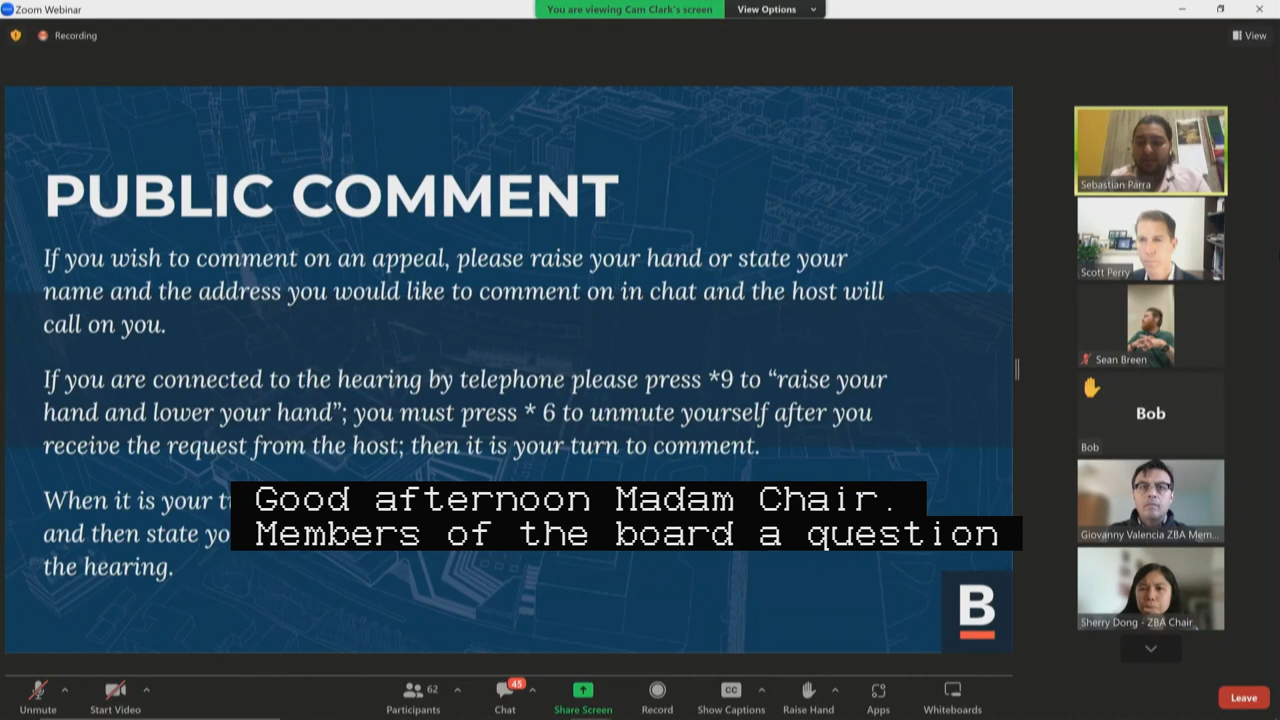 Zoom Webinar
You are viewing Cam Clark's screen
View Options
Recording
View
PUBLIC COMMENT
If you wish to comment on an appeal, please raise your hand or state your
name and the address you would like to comment on in chat and the host will
call on you.
If you are connected to the hearing by telephone please press *9 to “raise your
hand and lower your hand”; you must press * 6 to unmute yourself after you
receive the request from the host; then it is your turn to comment.
When it is your
and then state
the hearing.
Good afternoon Madam Chair.
Members of the board a question
B
Sebastian Parra
Scott Perry
Sean Breen
Bob
Bob
Giovanny Valencia ZBA Mem...
Sherry Dong - ZBA Chair
Unmute
Start Video
62
Participants
45
Chat
Share Screen
Record
CC
Show Captions
Raise Hand
Apps
Whiteboards
Leave